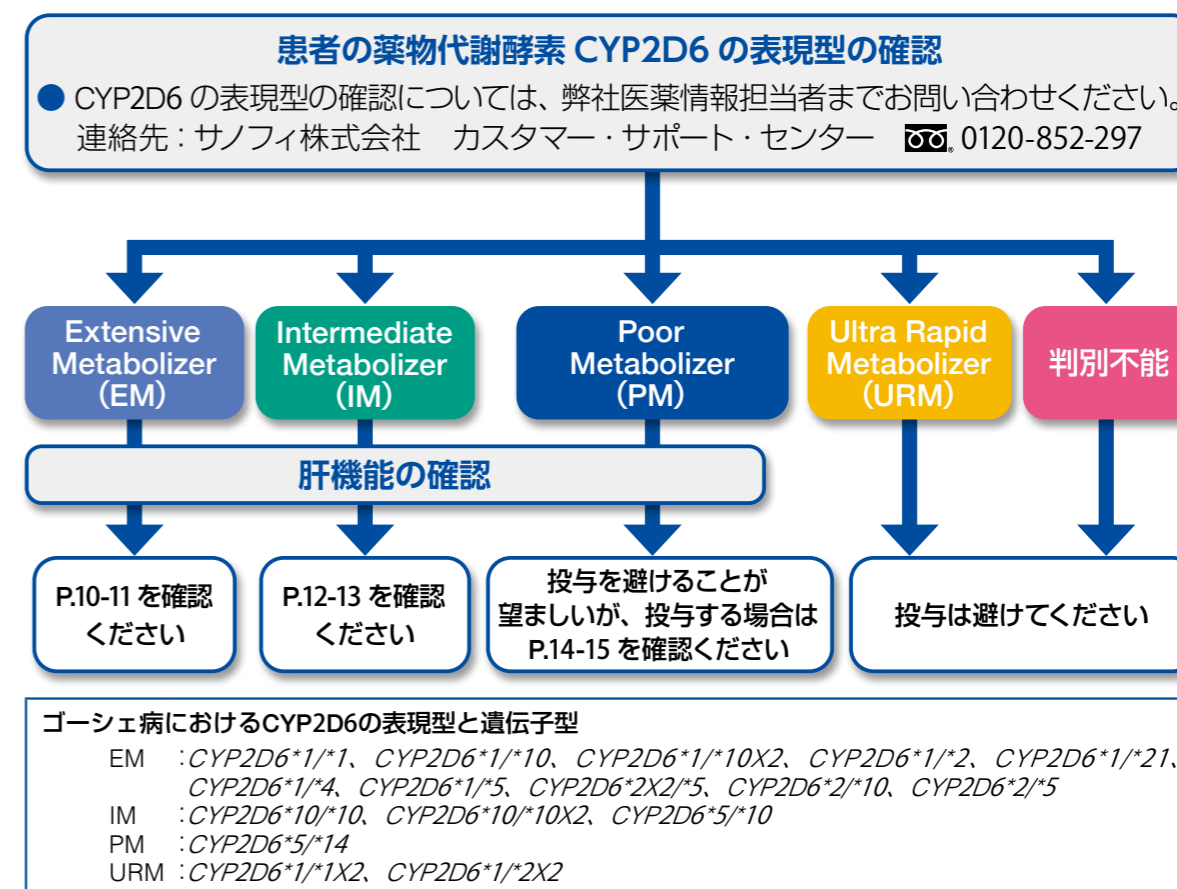 患者の薬物代謝酵素 CYP2D6 の表現型の確認
● CYP2D6 の表現型の確認については、弊社医薬情報担当者までお問い合わせください。
連絡先：サノフィ株式会社　カスタマー・サポート・センター　0120-852-297
Extensive
Metabolizer
（EM）
Intermediate
Metabolizer
（IM）
Poor
Metabolizer
（PM）
Ultra Rapid
Metabolizer
（URM）
判別不能
肝機能の確認
P.10-11 を確認
ください
P.12-13 を確認
ください
投与を避けることが
望ましいが、投与する場合は
P.14-15 を確認ください
投与は避けてください
ゴーシェ病におけるCYP2D6の表現型と遺伝子型
EM ：CYP2D6*1/*1、CYP2D6*1/*10、CYP2D6*1/*10X2、CYP2D6*1/*2、CYP2D6*1/*21、
CYP2D6*1/*4、CYP2D6*1/*5、CYP2D6*2X2/*5、CYP2D6*2/*10、CYP2D6*2/*5
IM ：CYP2D6*10/*10、CYP2D6*10/*10X2、CYP2D6*5/*10
PM ：CYP2D6*5/*14
URM ：CYP2D6*1/*1X2、CYP2D6*1/*2X2